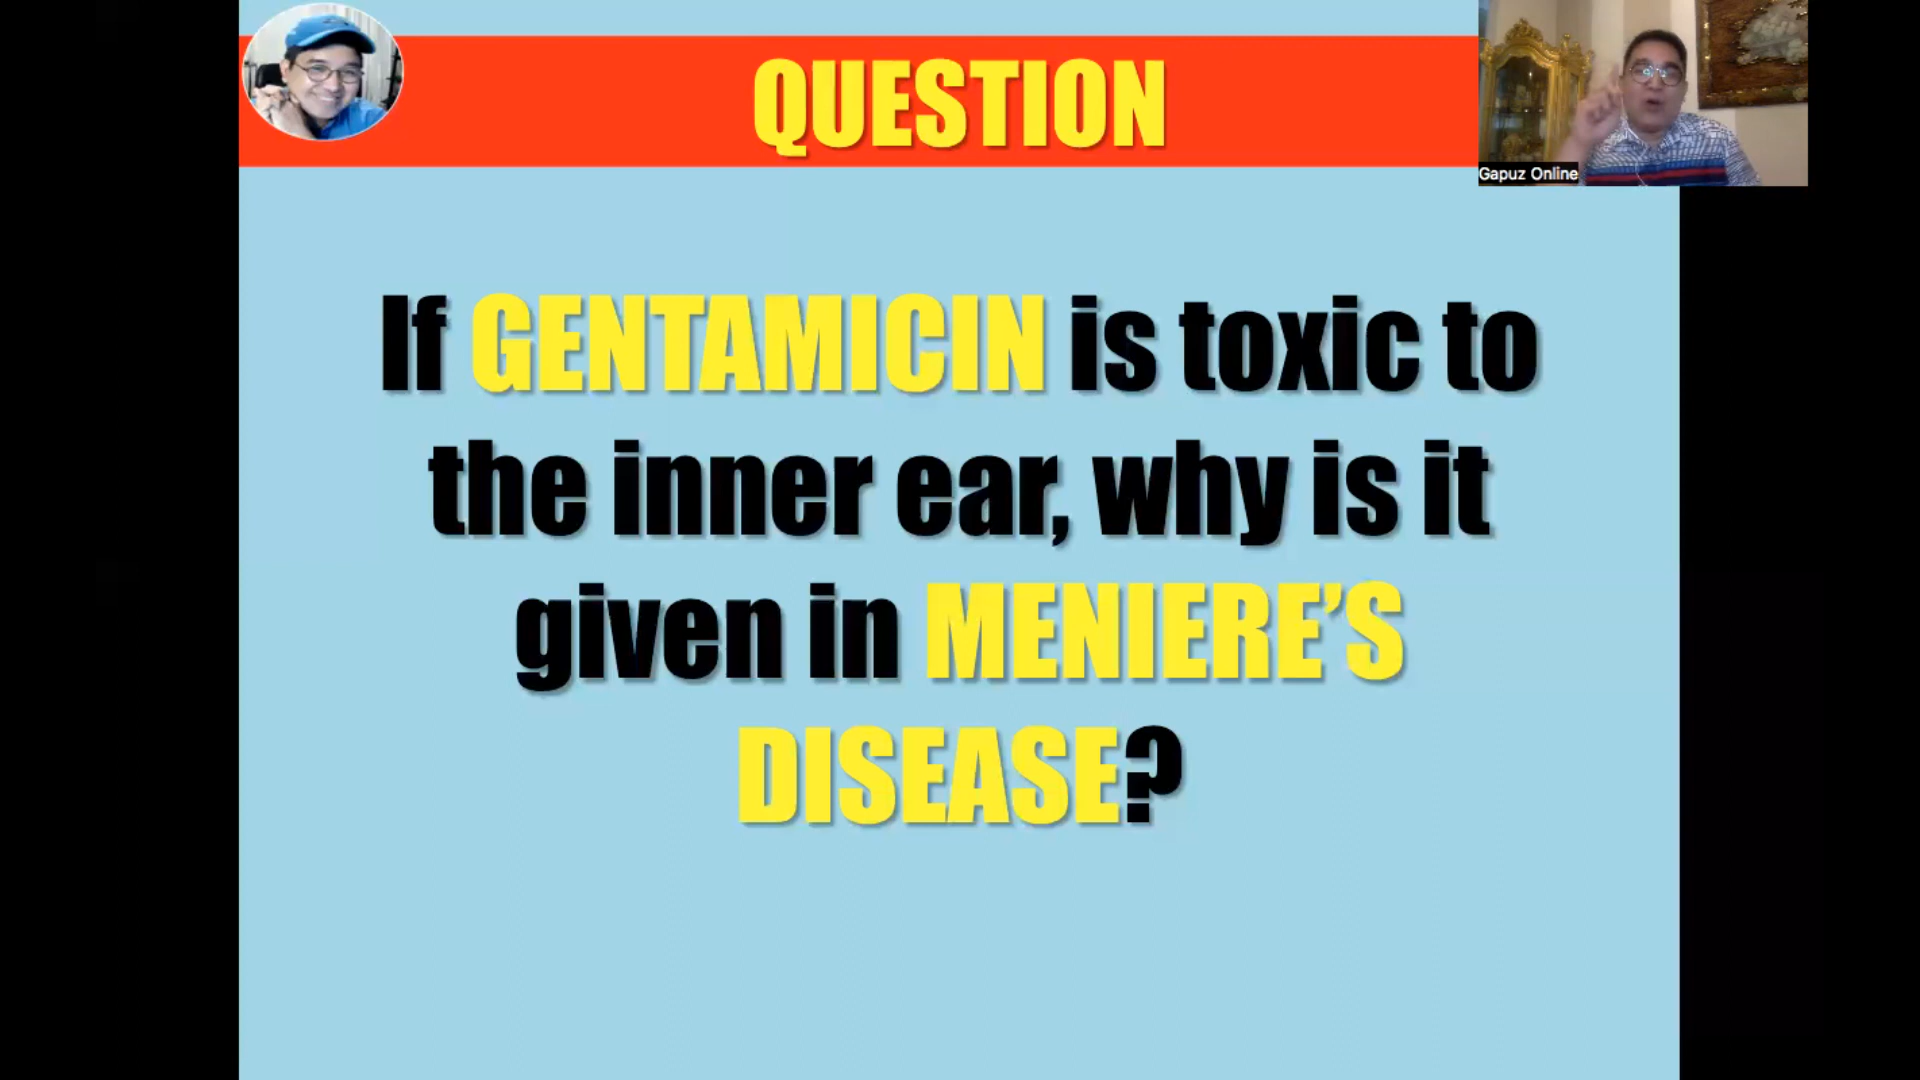 QUESTION
Gapuz Online
If GENTAMICIN is toxic to
the inner ear, why is it
given in MENIERE’S
DISEASE?